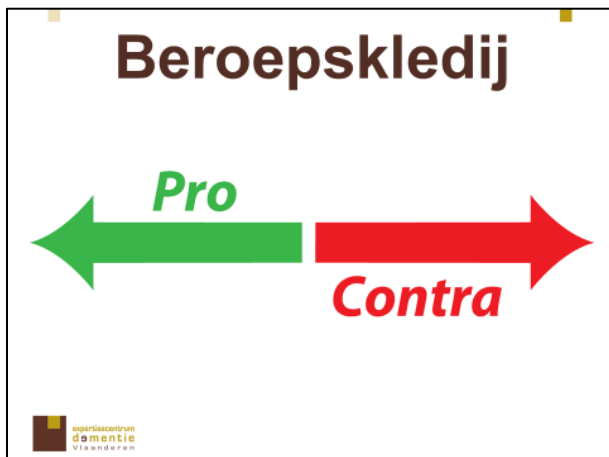 Beroepskledij
Pro
Contra
expertisecentrum
dementie
Vlaanderen